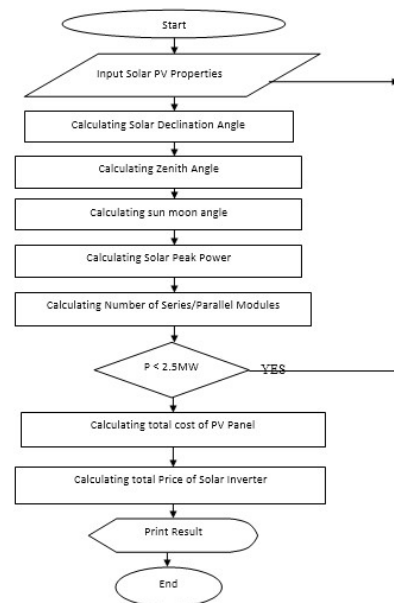 Start
Input Solar PV Properties
Calculating Solar Declination Angle
Calculating Zenith Angle
Calculating sun moon angle
Calculating Solar Peak Power
Calculating Number of Series/Parallel Modules
P < 2.5MW
YES
Calculating total cost of PV Panel
Calculating total Price of Solar Inverter
Print Result
End